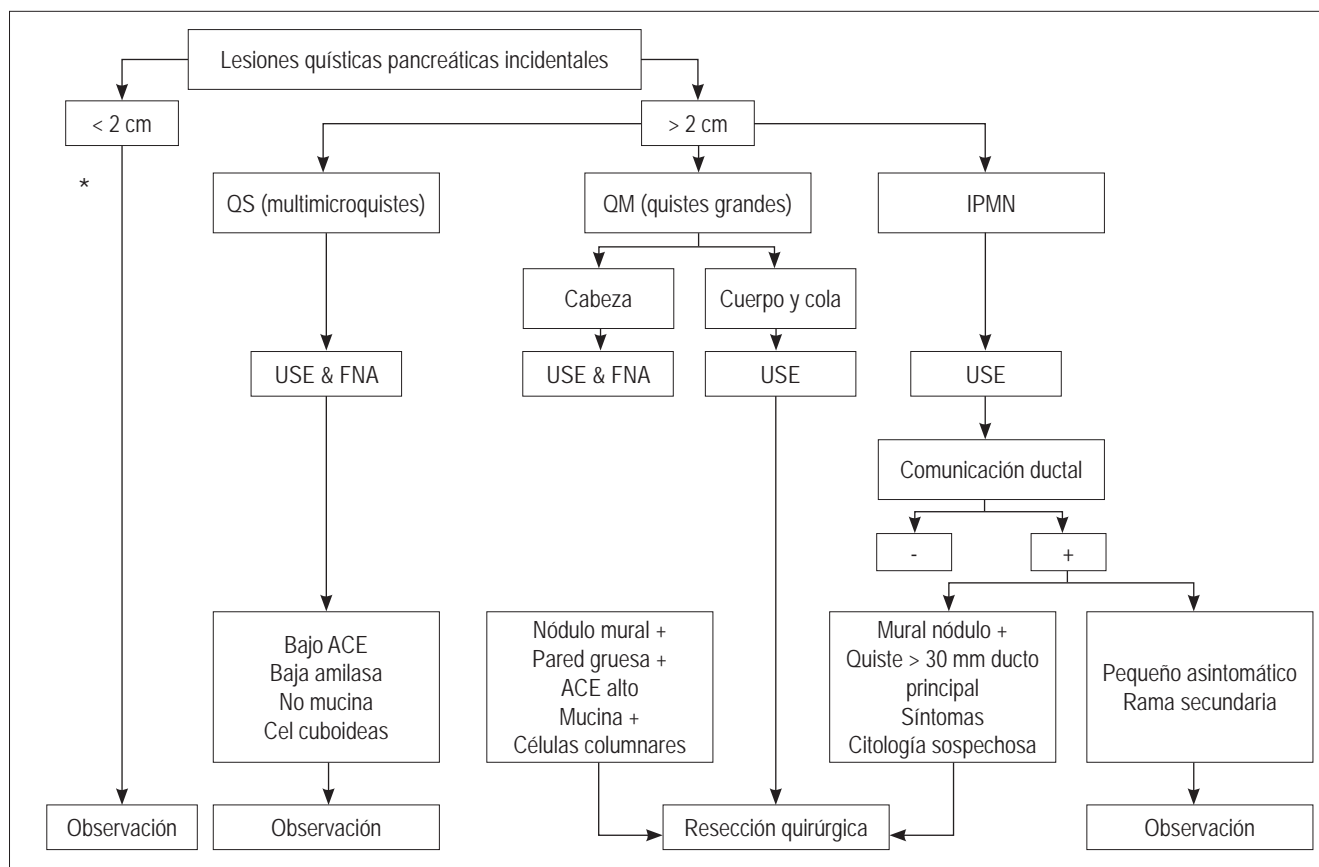 Lesiones quísticas pancreáticas incidentales
< 2 cm
> 2 cm
*
QS (multimicroquistes)
QM (quistes grandes)
IPMN
Cabeza
Cuerpo y cola
USE & FNA
USE & FNA
USE
USE
Comunicación ductal
-
+
Bajo ACE
Baja amilasa
No mucina
Cel cuboideas
Nódulo mural +
Pared gruesa +
ACE alto
Mucina +
Células columnares
Mural nódulo +
Quiste > 30 mm ducto
principal
Síntomas
Citología sospechosa
Pequeño asintomático
Rama secundaria
Observación
Observación
Resección quirúrgica
Observación